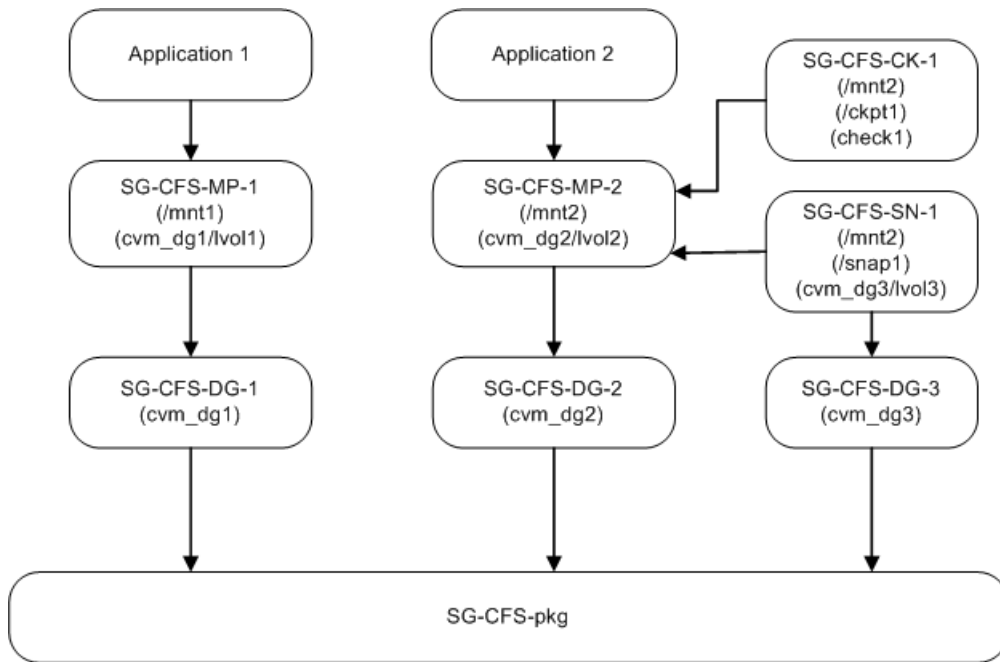 Application 1
Application 2
SG-CFS-CK-1
(/mnt2)
(/ckpt1)
(check1)
SG-CFS-MP-1
(/mnt1)
(cvm_dg1/lvol1)
SG-CFS-MP-2
(/mnt2)
(cvm_dg2/lvol2)
SG-CFS-SN-1
(/mnt2)
(/snap1)
(cvm_dg3/lvol3)
SG-CFS-DG-1
(cvm_dg1)
SG-CFS-DG-2
(cvm_dg2)
SG-CFS-DG-3
(cvm_dg3)
SG-CFS-pkg